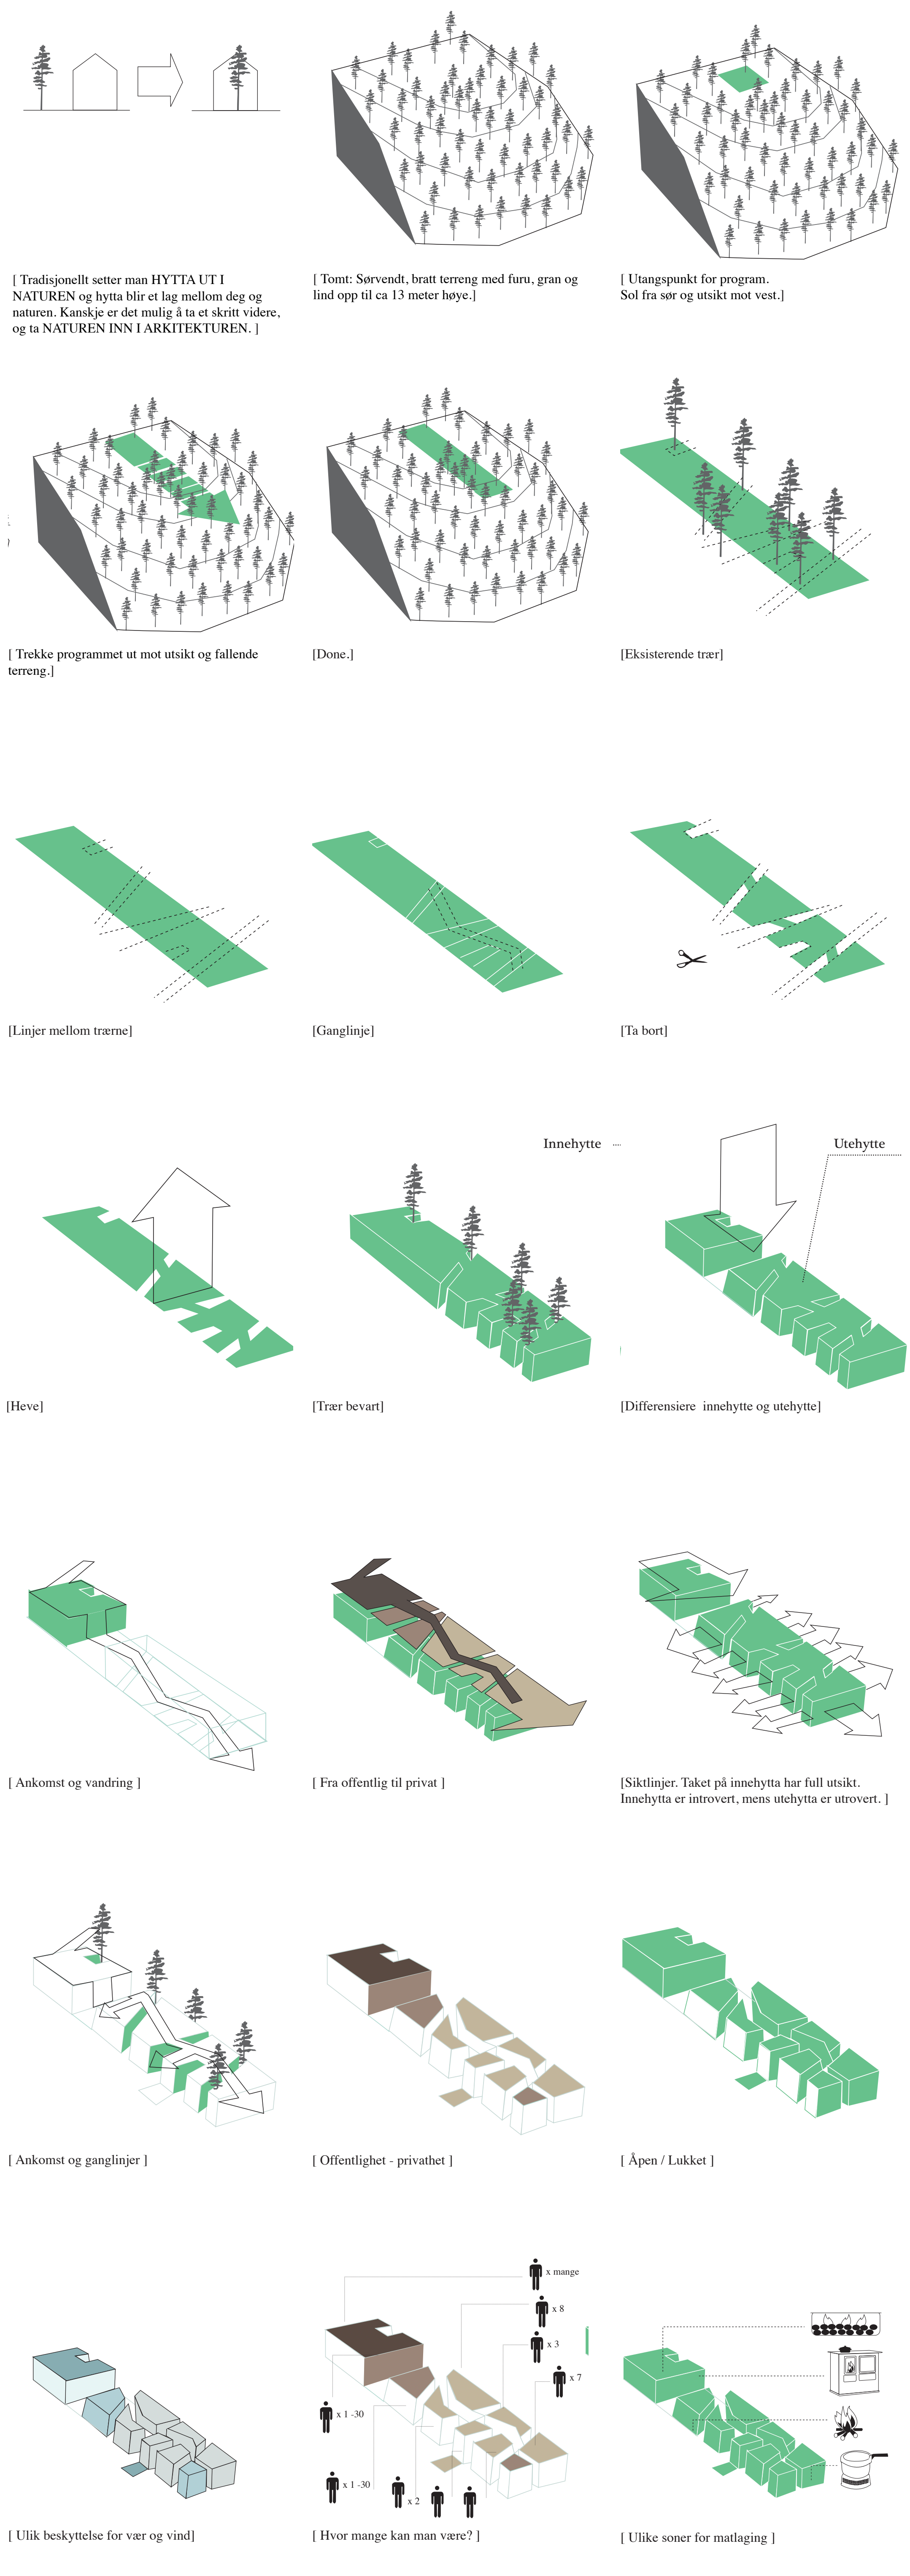 [ Tradisjonellt setter man HYTTA UT I
NATUREN og hytta blir et lag mellom deg og
naturen. Kanskje er det mulig å ta et skritt videre,
og ta NATUREN INN I ARKITEKTUREN. ]
[ Tomt: Sørvendt, bratt terreng med furu, gran og
lind opp til ca 13 meter høye.]
[ Utangspunkt for program.
Sol fra sør og utsikt mot vest.]
[ Trekke programmet ut mot utsikt og fallende
terreng.]
[Done.]
[Eksisterende trær]
[Linjer mellom trærne]
[Ganglinje]
[Ta bort]
Innehytte
Utehytte
[Heve]
[Trær bevart]
[Differensiere innehytte og utehytte]
[ Ankomst og vandring ]
[ Fra offentlig til privat ]
[Siktlinjer. Taket på innehytta har full utsikt.
Innehytta er introvert, mens utehytta er utrovert. ]
[ Ankomst og ganglinjer ]
[ Offentlighet - privathet ]
[ Åpen / Lukket ]
x mange
x 8
x 3
x 7
x 1 -30
x 1 -30
x 2
[ Ulik beskyttelse for vær og vind]
[ Hvor mange kan man være? ]
[ Ulike soner for matlaging ]